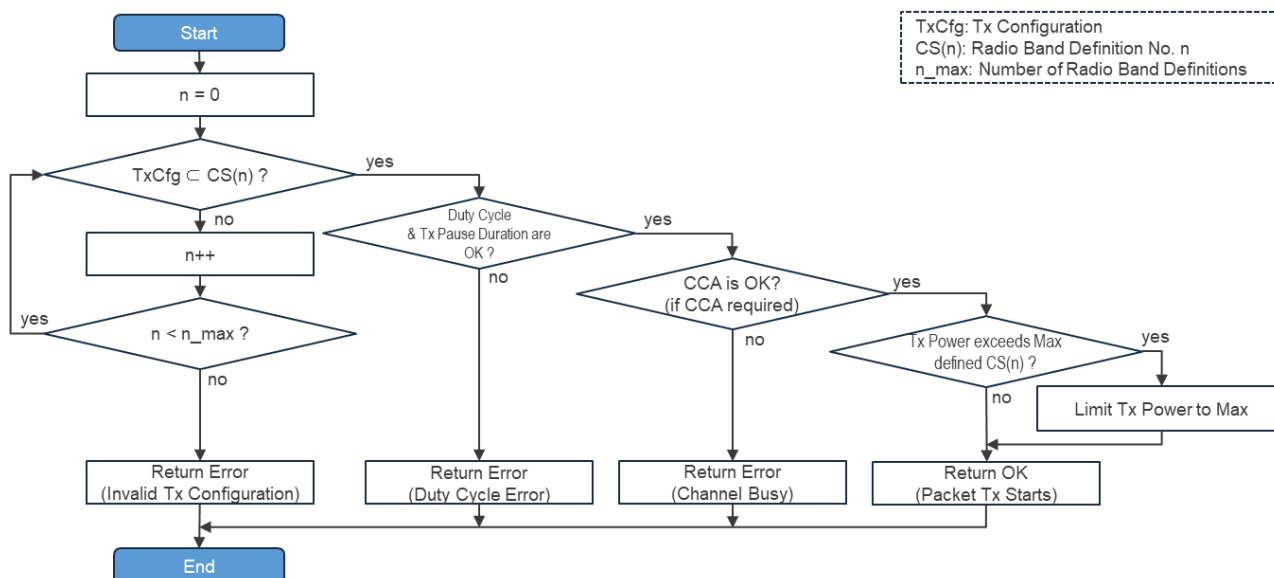 Start
TxCfg: Tx Configuration
CS(n): Radio Band Definition No. n
n_max: Number of Radio Band Definitions
n = 0
TxCfg ⊂ CS(n) ?
yes
no
Duty Cycle
& Tx Pause Duration are
OK ?
yes
no
n++
CCA is OK?
(if CCA required)
yes
no
n < n_max ?
yes
no
Tx Power exceeds Max
defined CS(n) ?
yes
no
Limit Tx Power to Max
Return Error
(Invalid Tx Configuration)
Return Error
(Duty Cycle Error)
Return Error
(Channel Busy)
Return OK
(Packet Tx Starts)
End